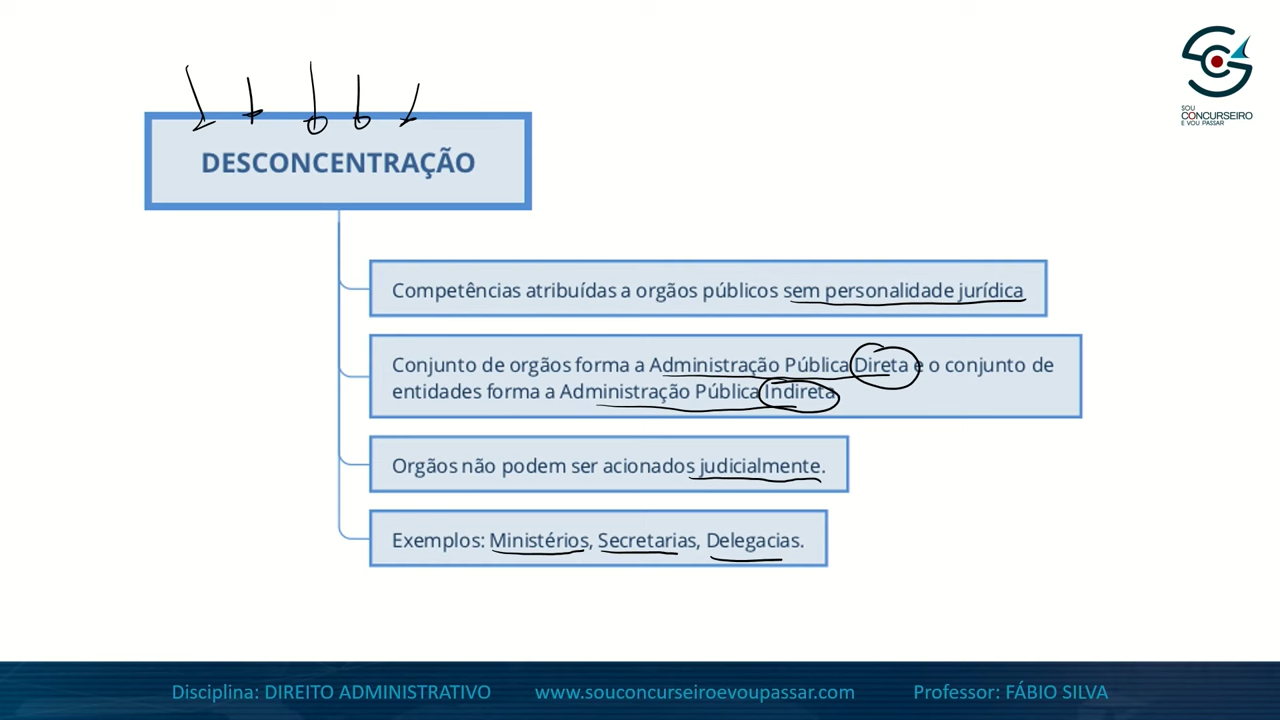 SOU
CONCURSEIRO
E VOU PASSAR
DESCONCENTRAÇÃO
Competências atribuídas a orgãos públicos sem personalidade jurídica
Conjunto de orgãos forma a Administração Pública Direta e o conjunto de
entidades forma a Administração Pública Indireta
Orgãos não podem ser acionados judicialmente.
Exemplos: Ministérios, Secretarias, Delegacias.
Disciplina: DIREITO ADMINISTRATIVO www.souconcurseiroevoupassar.com Professor: FÁBIO SILVA